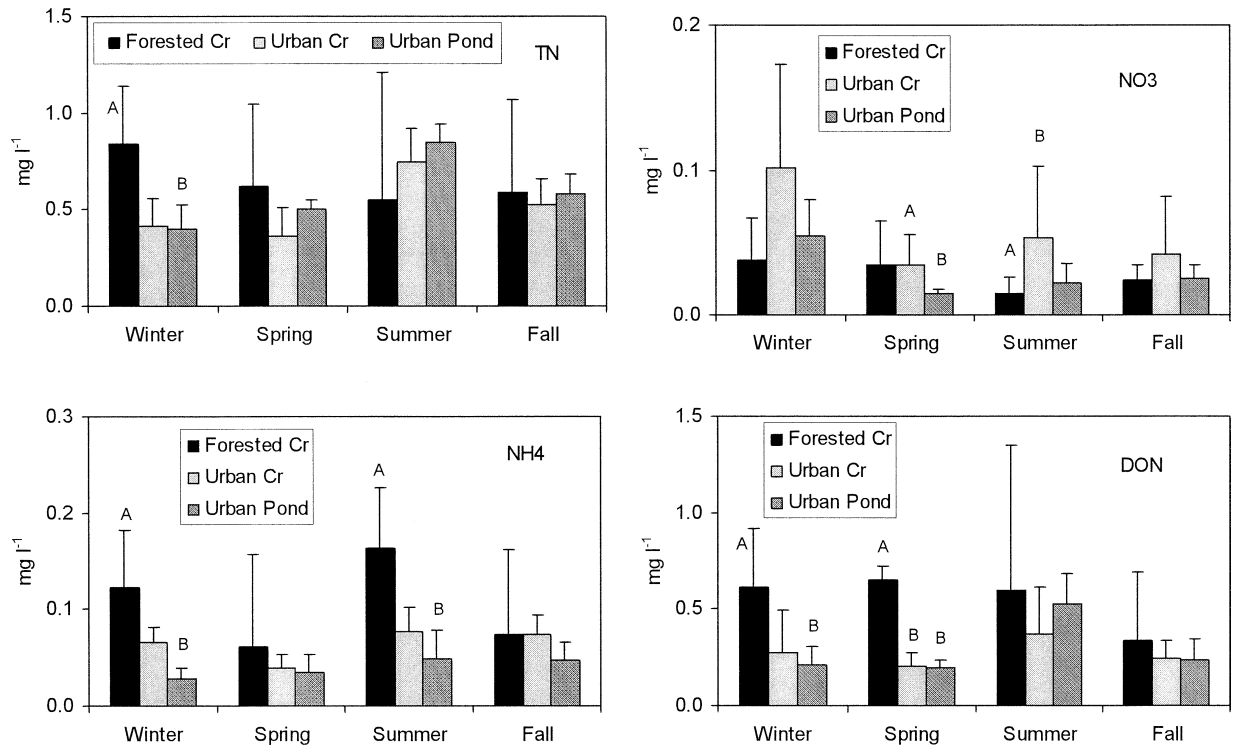 1.5
1.0
0.5
0.0
mg l-1
Forested Cr Urban Cr Urban Pond
TN
A
B
Winter Spring Summer Fall
0.2
0.1
0.0
mg l-1
Forested Cr
Urban Cr
Urban Pond
NO3
A
B
A
B
Winter Spring Summer Fall
0.3
0.2
0.1
0.0
mg l-1
Forested Cr
Urban Cr
Urban Pond
NH4
A
B
A
B
Winter Spring Summer Fall
1.5
1.0
0.5
0.0
mg l-1
Forested Cr
Urban Cr
Urban Pond
DON
A
B
A
B B
Winter Spring Summer Fall